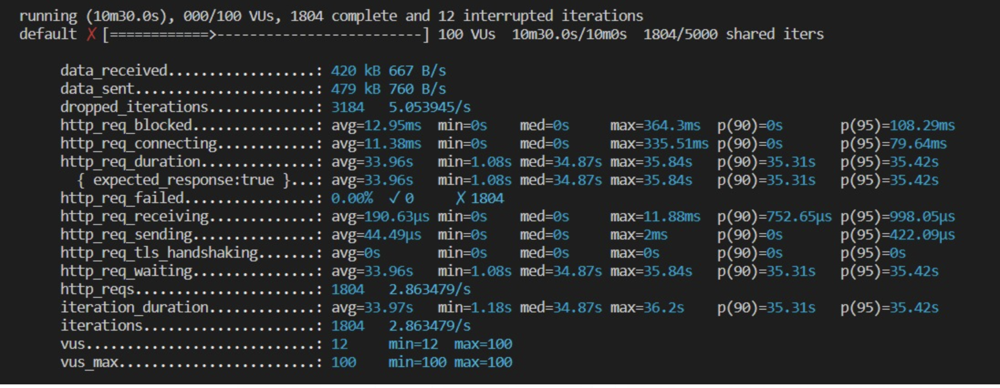 running (10m30.0s), 000/100 VUs, 1804 complete and 12 interrupted iterations
default ✗ [============>-------------------------] 100 VUs  10m30.0s/10m0s  1804/5000 shared iters
data_received..................: 420 kB 667 B/s
data_sent......................: 479 kB 760 B/s
dropped_iterations.............: 3184   5.053945/s
http_req_blocked...............: avg=12.95ms  min=0s    med=0s     max=364.3ms  p(90)=0s       p(95)=108.29ms
http_req_connecting............: avg=11.38ms  min=0s    med=0s     max=335.51ms p(90)=0s       p(95)=79.64ms
http_req_duration..............: avg=33.96s   min=1.08s med=34.87s max=35.84s   p(90)=35.31s   p(95)=35.42s
{ expected_response:true }...: avg=33.96s   min=1.08s med=34.87s max=35.84s   p(90)=35.31s   p(95)=35.42s
http_req_failed................: 0.00%  ✓ 0     ✗ 1804
http_req_receiving.............: avg=190.63µs min=0s    med=0s     max=11.88ms  p(90)=752.65µs p(95)=998.05µs
http_req_sending...............: avg=44.49µs  min=0s    med=0s     max=2ms      p(90)=0s       p(95)=422.09µs
http_req_tls_handshaking.......: avg=0s       min=0s    med=0s     max=0s       p(90)=0s       p(95)=0s
http_req_waiting...............: avg=33.96s   min=1.08s med=34.87s max=35.84s   p(90)=35.31s   p(95)=35.42s
http_reqs......................: 1804   2.863479/s
iteration_duration.............: avg=33.97s   min=1.18s med=34.87s max=36.2s    p(90)=35.31s   p(95)=35.42s
iterations.....................: 1804   2.863479/s
vus............................: 12     min=12  max=100
vus_max........................: 100    min=100 max=100